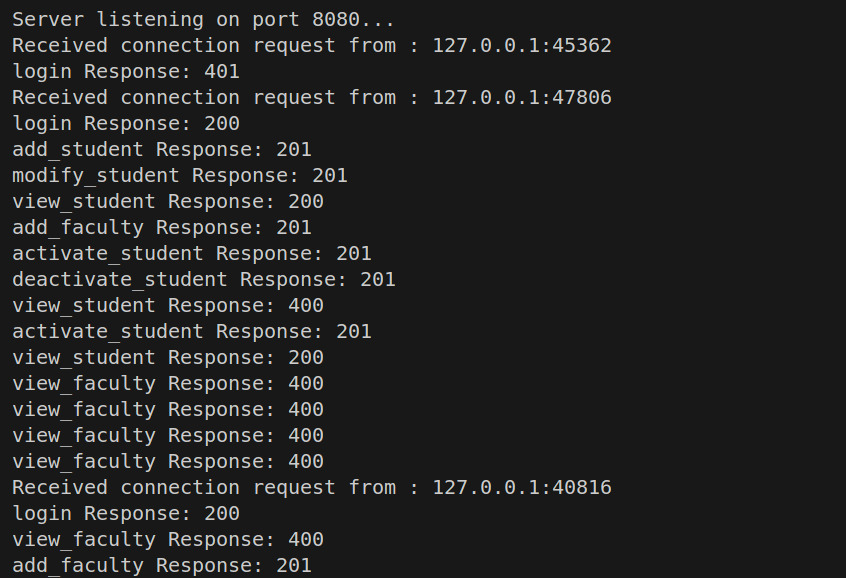 Server listening on port 8080...
Received connection request from : 127.0.0.1:45362
login Response: 401
Received connection request from : 127.0.0.1:47806
login Response: 200
add_student Response: 201
modify_student Response: 201
view_student Response: 200
add_faculty Response: 201
activate_student Response: 201
deactivate_student Response: 201
view_student Response: 400
activate_student Response: 201
view_student Response: 200
view_faculty Response: 400
view_faculty Response: 400
view_faculty Response: 400
view_faculty Response: 400
Received connection request from : 127.0.0.1:40816
login Response: 200
view_faculty Response: 400
add_faculty Response: 201